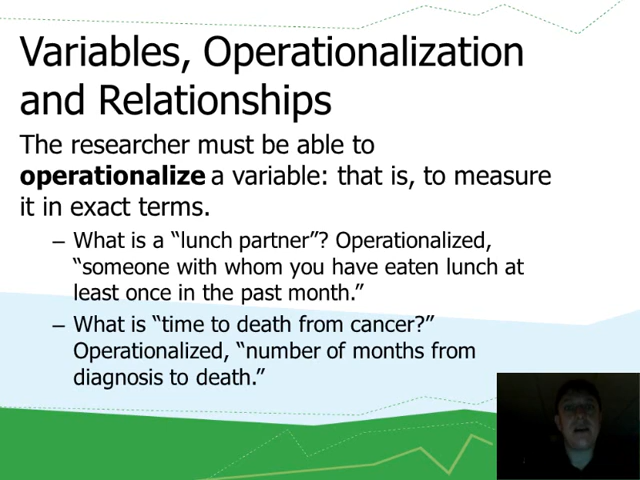 Variables, Operationalization
and Relationships
The researcher must be able to
operationalize a variable: that is, to measure
it in exact terms.
– What is a “lunch partner”? Operationalized,
“someone with whom you have eaten lunch at
least once in the past month.”
– What is “time to death from cancer?”
Operationalized, “number of months from
diagnosis to death.”